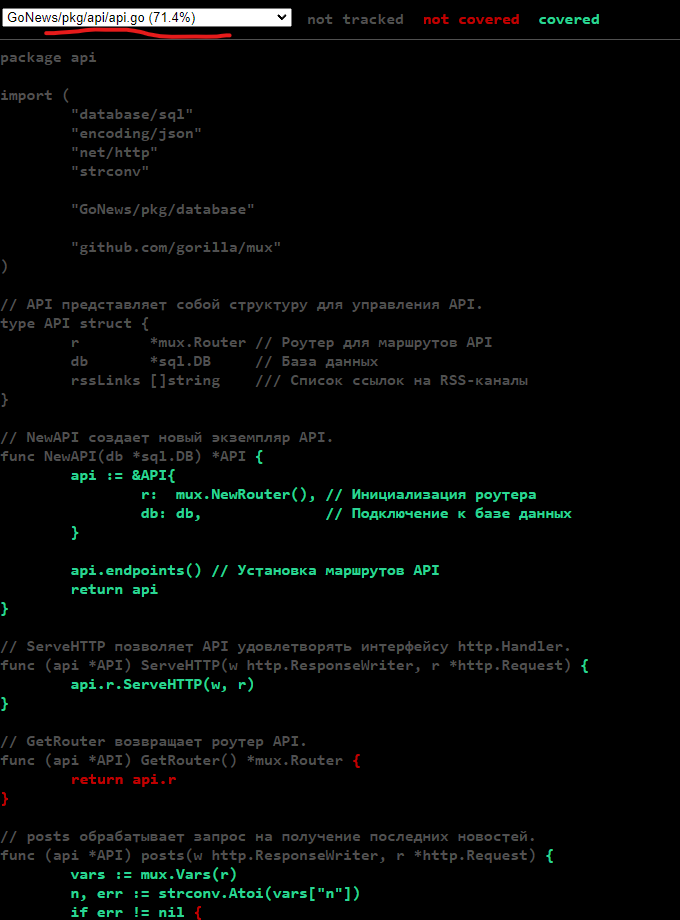 GoNews/pkg/api/api.go (71.4%) not tracked not covered covered
package api
import (
"database/sql"
"encoding/json"
"net/http"
"strconv"
"GoNews/pkg/database"
"github.com/gorilla/mux"
)
// API представляет собой структуру для управления API.
type API struct {
r *mux.Router // Роутер для маршрутов API
db *sql.DB // База данных
rssLinks []string /// Список ссылок на RSS-каналы
}
// NewAPI создает новый экземпляр API.
func NewAPI(db *sql.DB) *API {
api := &API{
r: mux.NewRouter(), // Инициализация роутера
db: db, // Подключение к базе данных
}
api.endpoints() // Установка маршрутов API
return api
}
// ServeHTTP позволяет API удовлетворять интерфейсу http.Handler.
func (api *API) ServeHTTP(w http.ResponseWriter, r *http.Request) {
api.r.ServeHTTP(w, r)
}
// GetRouter возвращает роутер API.
func (api *API) GetRouter() *mux.Router {
return api.r
}
// posts обрабатывает запрос на получение последних новостей.
func (api *API) posts(w http.ResponseWriter, r *http.Request) {
vars := mux.Vars(r)
n, err := strconv.Atoi(vars["n"])
if err != nil {